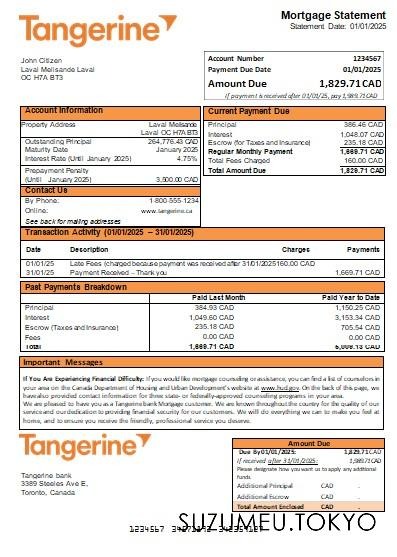 Tangerine
Mortgage Statement
Statement Date: 01/01/2025
John Citizen
Laval Melisande Laval
OC H7A BT3
Account Number 1234567
Payment Due Date 01/01/2025
Amount Due 1,829.71CAD
If payment is received after 01/01/25, pay 1,989.71CAD
Account Information
Property Address Laval Melisande
Laval OC H7A BT3
Outstanding Principal 264,776.43 CAD
Maturity Date January 2025
Interest Rate (Until January 2025) 4.75%
Prepayment Penalty
(Until January 2025) 3,500.00 CAD
Contact Us
By Phone: 1-800-555-1234
Online: www.tangerine.ca
See back for mailing addresses
Current Payment Due
Principal 386.46 CAD
Interest 1,048.07 CAD
Escrow (for Taxes and Insurance) 235.18 CAD
Regular Monthly Payment 1,669.71 CAD
Total Fees Charged 160.00 CAD
Total Amount Due 1,829.71 CAD
Transaction Activity (01/01/2025 – 31/01/2025)
Date Description Charges Payments
01/01/25 Late Fees (charged because payment was received after 31/01/2025160.00 CAD
31/01/25 Payment Received – Thank you 1,669.71 CAD
Past Payments Breakdown
Paid Last Month Paid Year to Date
Principal 384.93 CAD 1,150.25 CAD
Interest 1,049.60 CAD 3,153.34 CAD
Escrow (Taxes and Insurance) 235.18 CAD 705.54 CAD
Fees 0.00 CAD 0.00 CAD
Total 1,669.71 CAD 5,009.13 CAD
Important Messages
If You Are Experiencing Financial Difficulty: If you would like mortgage counseling or assistance, you can find a list of counselors in
your area on the Canada Department of Housing and Urban Development's website at www.hud.gov. On the back of this page, we
have also provided contact information for three state- or federally-approved counseling programs in your area.
We are pleased to have you as a Tangerine bank Mortgage customer. We are known throughout the country for the quality of our
service and our dedication to providing financial security for our customers. We will do everything we can to make you feel at
home, and to ensure you receive the friendly, professional service you deserve.
Tangerine
Tangerine bank
3389 Steeles Ave E,
Toronto, Canada
Amount Due
Due By 01/01/2025: 1,829.71CAD
If received after 01/01/25: 1,989.71CAD
Please designate how you want us to apply any additional
funds.
Additional Principal CAD .
Additional Escrow CAD .
Total Amount Enclosed CAD .
1234567
SUZUMEU.TOKYO